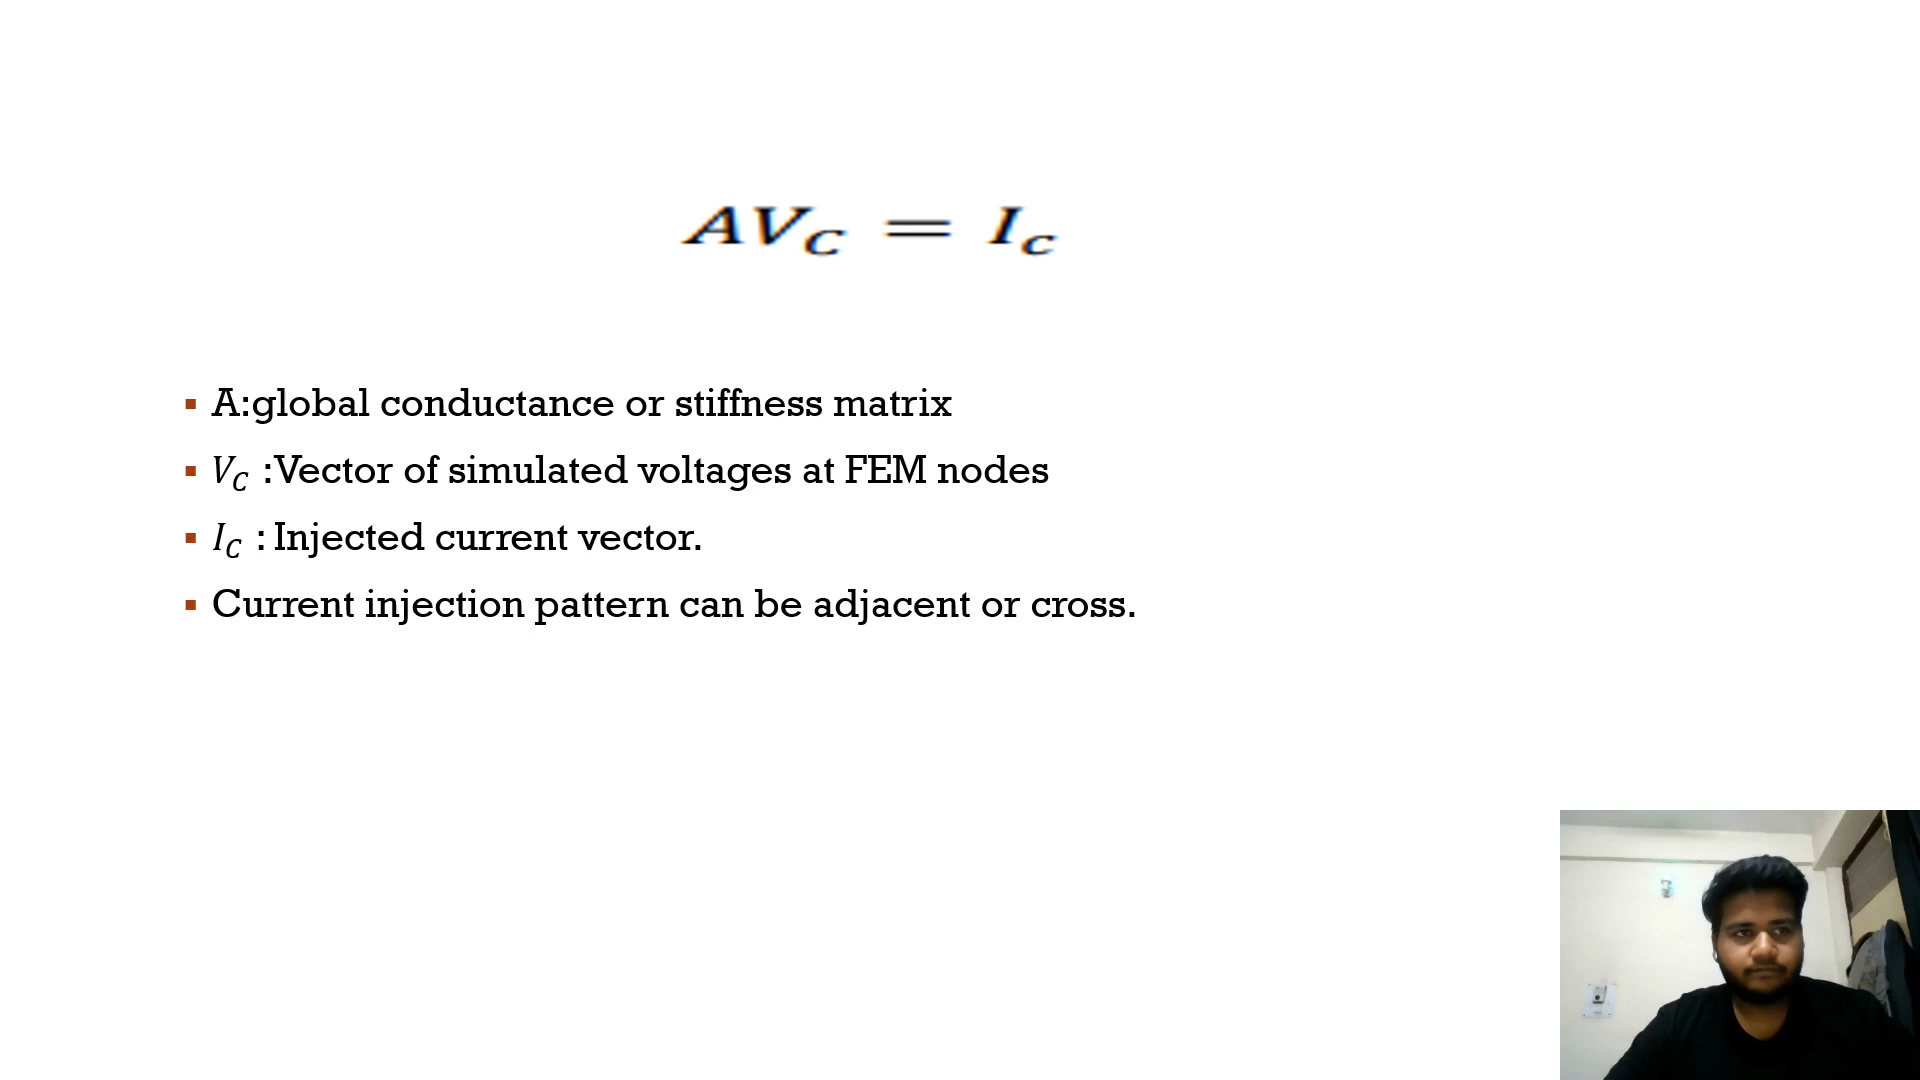 AV_C = I_c
▪ A:global conductance or stiffness matrix
▪ V_C :Vector of simulated voltages at FEM nodes
▪ I_C : Injected current vector.
▪ Current injection pattern can be adjacent or cross.